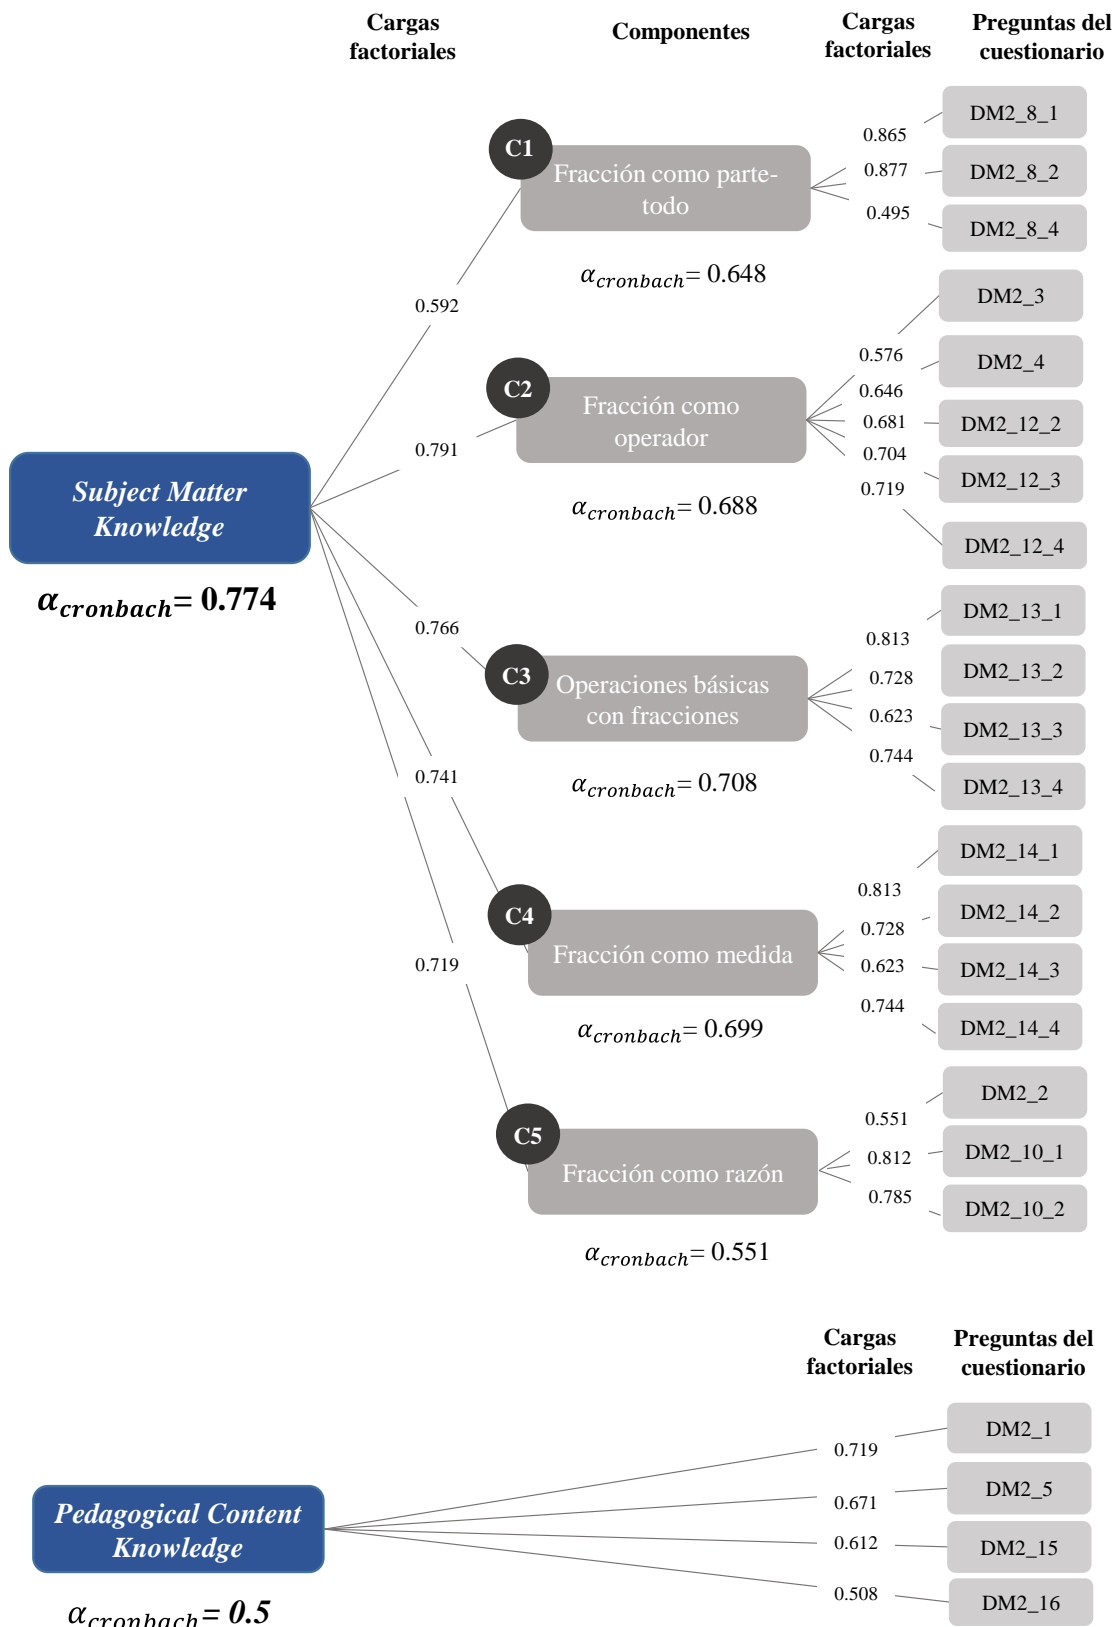 Cargas
factoriales
Componentes
Cargas
factoriales
Preguntas del
cuestionario
C1
Fracción como parte-
todo
α_cronbach= 0.648
0.865
0.877
0.495
DM2_8_1
DM2_8_2
DM2_8_4
0.592
C2
Fracción como
operador
α_cronbach= 0.688
0.576
0.646
0.681
0.704
0.719
DM2_3
DM2_4
DM2_12_2
DM2_12_3
DM2_12_4
0.791
Subject Matter
Knowledge
α_cronbach= 0.774
0.766
C3
Operaciones básicas
con fracciones
α_cronbach= 0.708
0.813
0.728
0.623
0.744
DM2_13_1
DM2_13_2
DM2_13_3
DM2_13_4
0.741
C4
Fracción como medida
α_cronbach= 0.699
0.813
0.728
0.623
0.744
DM2_14_1
DM2_14_2
DM2_14_3
DM2_14_4
0.719
C5
Fracción como razón
α_cronbach= 0.551
0.551
0.812
0.785
DM2_2
DM2_10_1
DM2_10_2
Cargas
factoriales
Preguntas del
cuestionario
Pedagogical Content
Knowledge
α_cronbach= 0.5
0.719
0.671
0.612
0.508
DM2_1
DM2_5
DM2_15
DM2_16